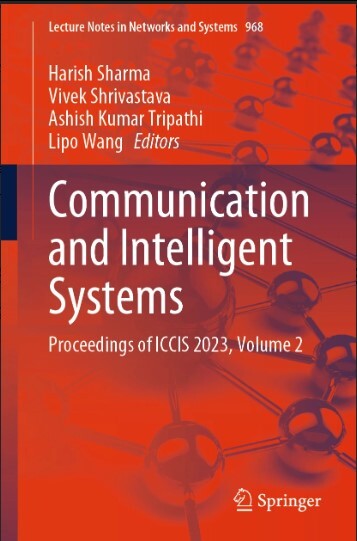 Lecture Notes in Networks and Systems 968
Harish Sharma
Vivek Shrivastava
Ashish Kumar Tripathi
Lipo Wang Editors
Communication
and Intelligent
Systems
Proceedings of ICCIS 2023, Volume 2
Springer